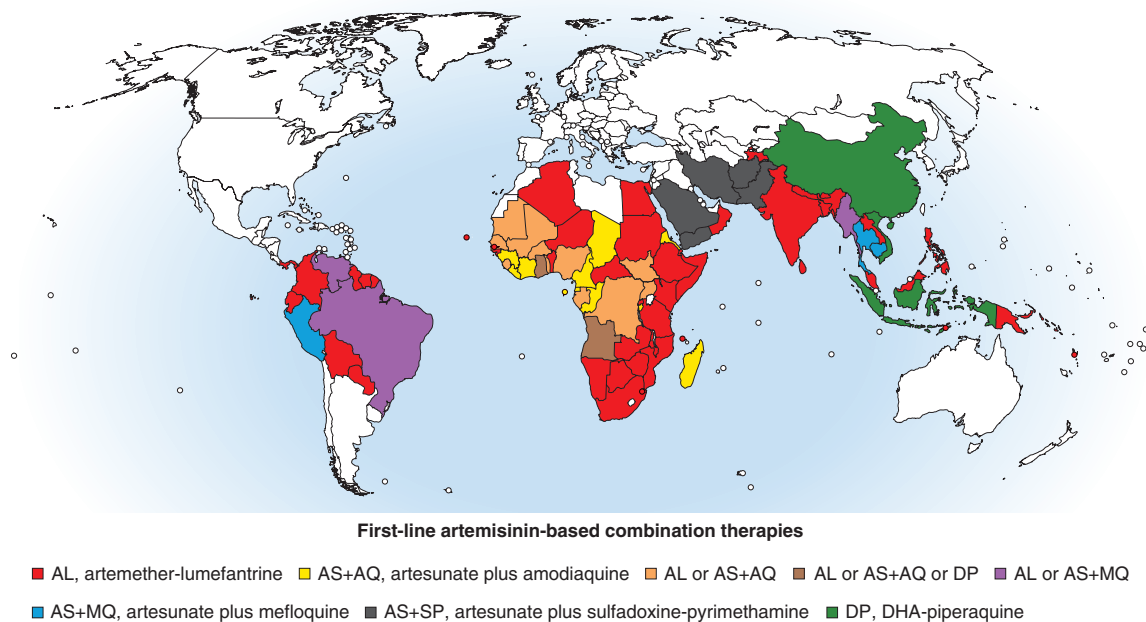 First-line artemisinin-based combination therapies
AL, artemether-lumefantrine AS+AQ, artesunate plus amodiaquine AL or AS+AQ AL or AS+AQ or DP AL or AS+MQ
AS+MQ, artesunate plus mefloquine AS+SP, artesunate plus sulfadoxine-pyrimethamine DP, DHA-piperaquine